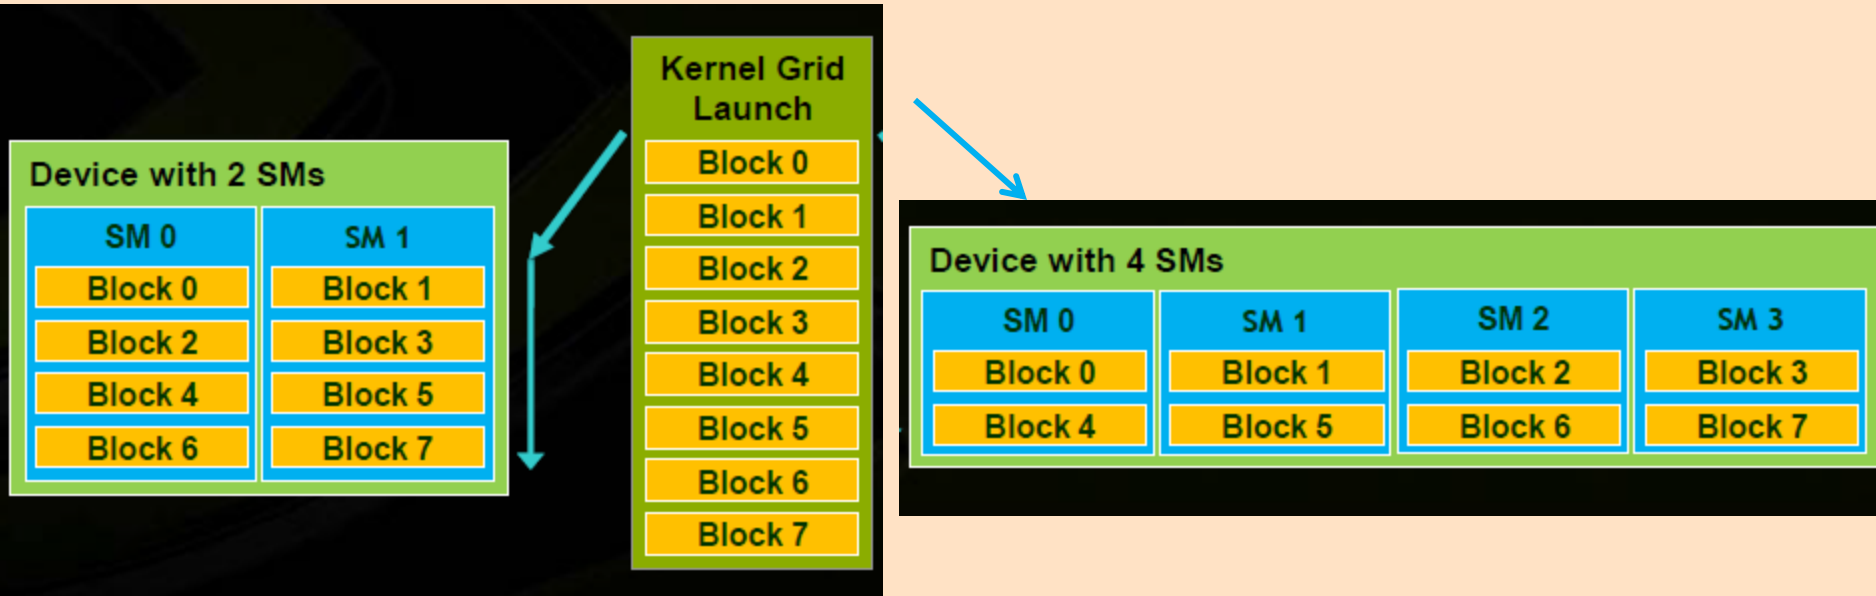 Kernel Grid
Launch
Block 0
Block 1
Block 2
Block 3
Block 4
Block 5
Block 6
Block 7
Device with 2 SMs
SM 0
SM 1
Block 0
Block 1
Block 2
Block 3
Block 4
Block 5
Block 6
Block 7
Device with 4 SMs
SM 0
SM 1
SM 2
SM 3
Block 0
Block 1
Block 2
Block 3
Block 4
Block 5
Block 6
Block 7